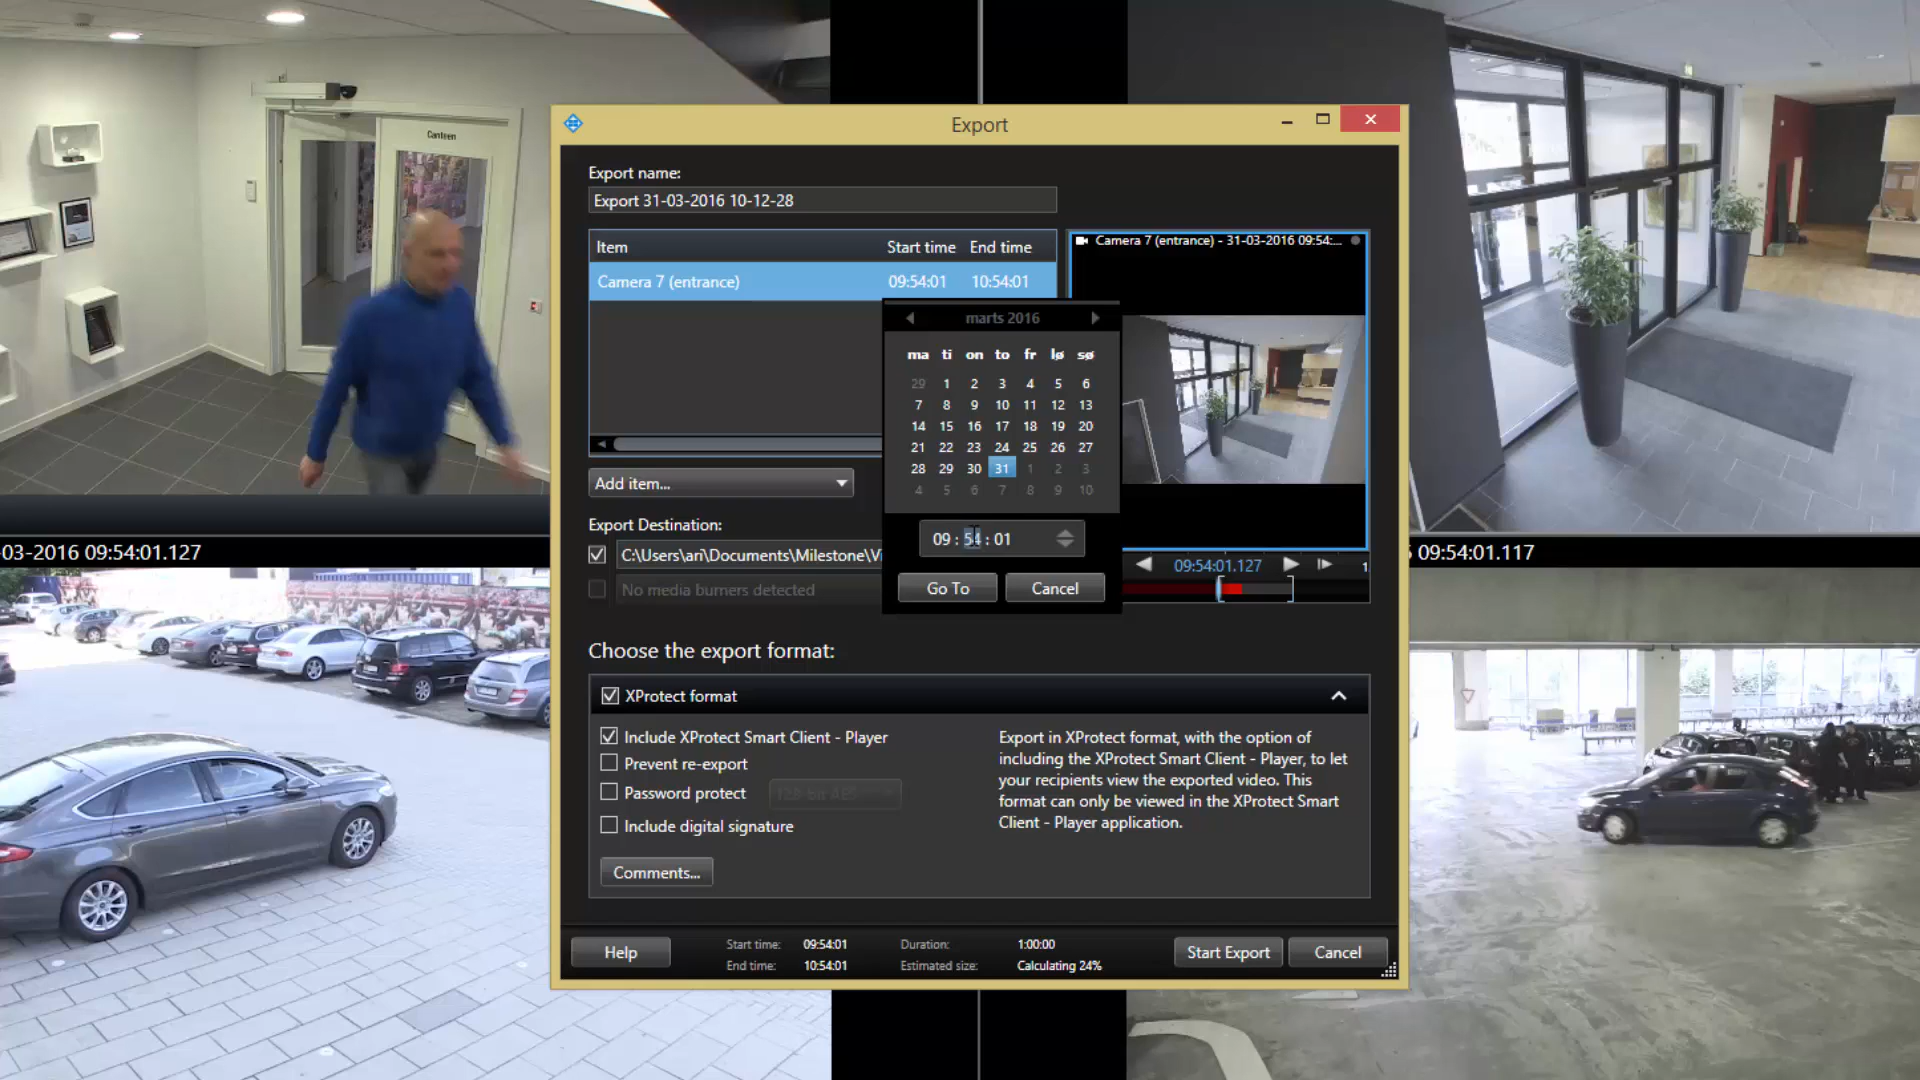 Canteen
Export
Export name:
Export 31-03-2016 10-12-28
Item Start time End time
Camera 7 (entrance) 09:54:01 10:54:01
Camera 7 (entrance) - 31-03-2016 09:54:...
marts 2016
ma ti on to fr lø sø
29 1 2 3 4 5 6
7 8 9 10 11 12 13
14 15 16 17 18 19 20
21 22 23 24 25 26 27
28 29 30 31 1 2 3
4 5 6 7 8 9 10
09 : 54 : 01
Go To Cancel
Add item...
Export Destination:
C:\Users\ari\Documents\Milestone\Vi
No media burners detected
09:54:01.127 1
-03-2016 09:54:01.127
09:54:01.117
Choose the export format:
XProtect format
Include XProtect Smart Client - Player
Prevent re-export
Password protect 128-bit AES
Include digital signature
Comments...
Export in XProtect format, with the option of
including the XProtect Smart Client - Player, to let
your recipients view the exported video. This
format can only be viewed in the XProtect Smart
Client - Player application.
Help
Start time: 09:54:01 Duration: 1:00:00
End time: 10:54:01 Estimated size: Calculating 24%
Start Export Cancel